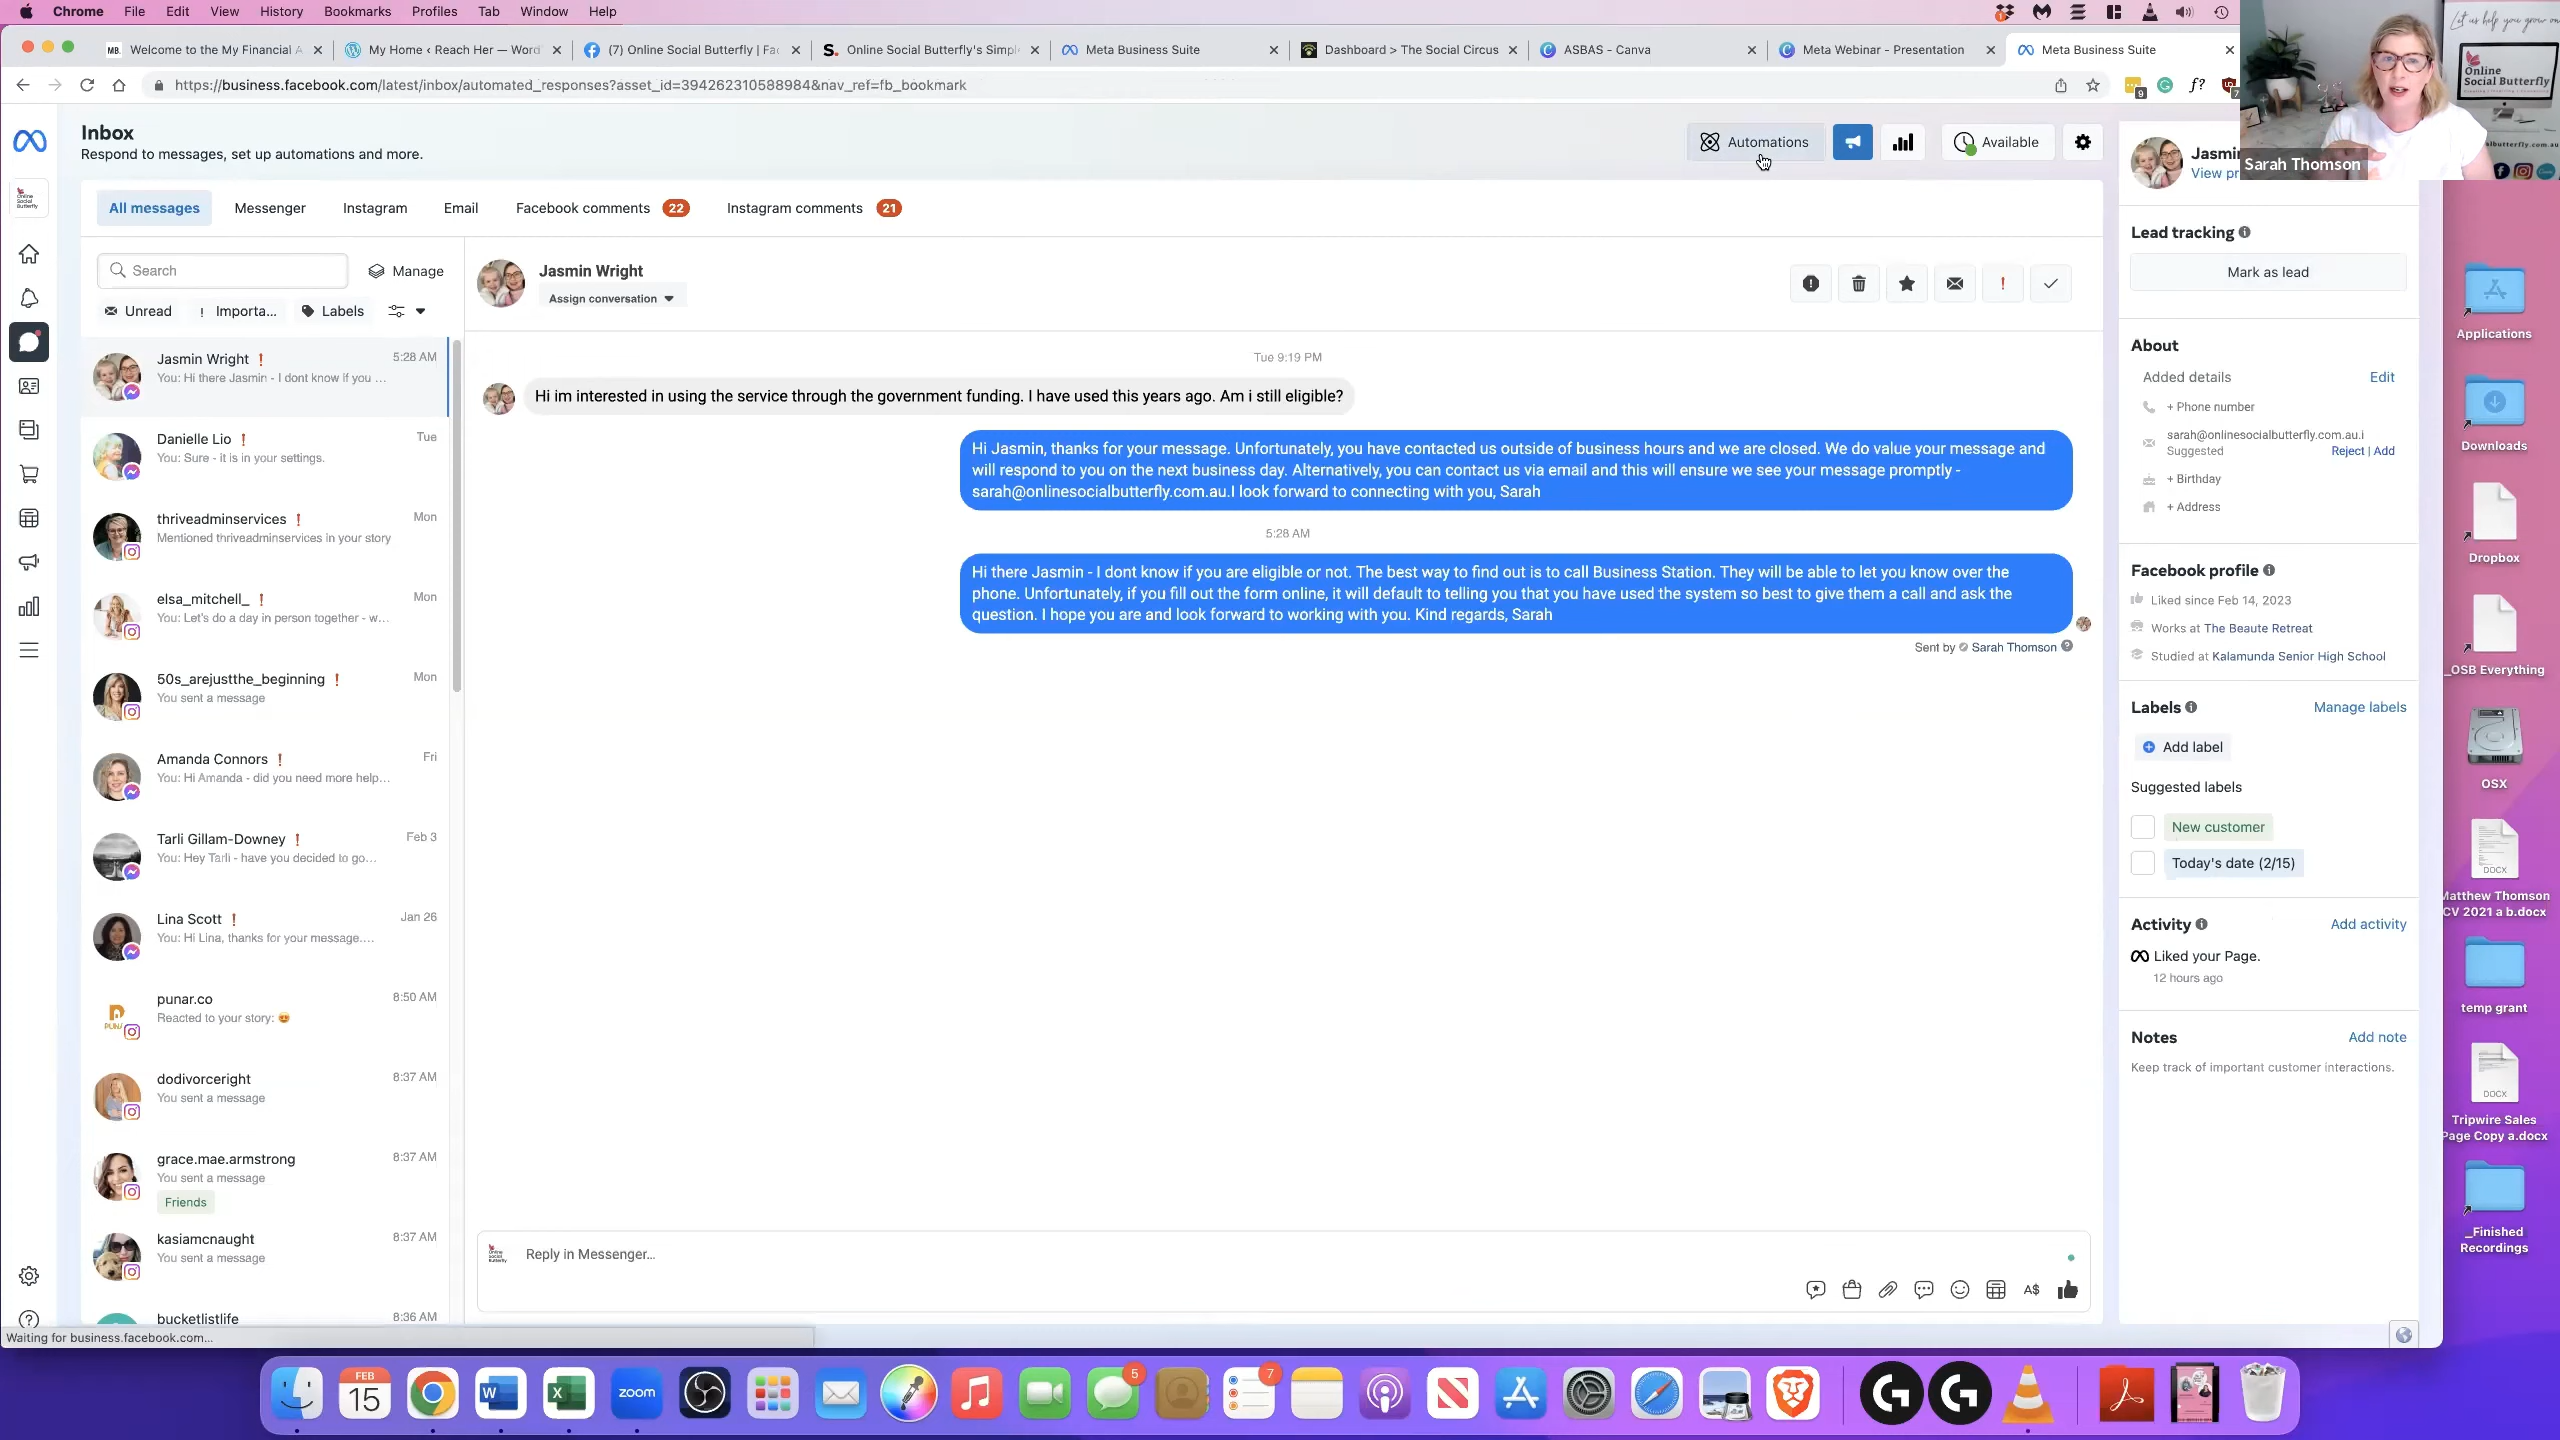 Chrome File Edit View History Bookmarks Profiles Tab Window Help
MB. Welcome to the My Financial A
My Home ‹ Reach Her — Word
(7) Online Social Butterfly | Fac
S. Online Social Butterfly's Simpl
Meta Business Suite
Dashboard > The Social Circus
ASBAS - Canva
Meta Webinar - Presentation
Meta Business Suite
https://business.facebook.com/latest/inbox/automated_responses?asset_id=394262310588984&nav_ref=fb_bookmark
f?
9
7
Let us help you grow on
Online
Social Butterfly
Sarah Thomson
Inbox
Respond to messages, set up automations and more.
Automations
Available
All messages Messenger Instagram Email Facebook comments 22 Instagram comments 21
Search
Manage
Unread ! Importa... Labels
Jasmin Wright ! 5:28 AM
You: Hi there Jasmin - I dont know if you ...
Danielle Lio ! Tue
You: Sure - it is in your settings.
thriveadminservices ! Mon
Mentioned thriveadminservices in your story
elsa_mitchell_ ! Mon
You: Let's do a day in person together - w...
50s_arejustthe_beginning ! Mon
You sent a message
Amanda Connors ! Fri
You: Hi Amanda - did you need more help...
Tarli Gillam-Downey ! Feb 3
You: Hey Tarli - have you decided to go...
Lina Scott ! Jan 26
You: Hi Lina, thanks for your message....
punar.co 8:50 AM
Reacted to your story: 😍
dodivorceright 8:37 AM
You sent a message
grace.mae.armstrong 8:37 AM
You sent a message
Friends
kasiamcnaught 8:37 AM
You sent a message
bucketlistlife 8:36 AM
Waiting for business.facebook.com...
Jasmin Wright
Assign conversation
Tue 9:19 PM
Hi im interested in using the service through the government funding. I have used this years ago. Am i still eligible?
Hi Jasmin, thanks for your message. Unfortunately, you have contacted us outside of business hours and we are closed. We do value your message and
will respond to you on the next business day. Alternatively, you can contact us via email and this will ensure we see your message promptly -
sarah@onlinesocialbutterfly.com.au.I look forward to connecting with you, Sarah
5:28 AM
Hi there Jasmin - I dont know if you are eligible or not. The best way to find out is to call Business Station. They will be able to let you know over the
phone. Unfortunately, if you fill out the form online, it will default to telling you that you have used the system so best to give them a call and ask the
question. I hope you are and look forward to working with you. Kind regards, Sarah
Sent by Sarah Thomson
Reply in Messenger...
A$
Jasmin
View pr
Lead tracking
Mark as lead
About
Added details Edit
+ Phone number
sarah@onlinesocialbutterfly.com.au.i
Suggested Reject | Add
+ Birthday
+ Address
Facebook profile
Liked since Feb 14, 2023
Works at The Beaute Retreat
Studied at Kalamunda Senior High School
Labels Manage labels
Add label
Suggested labels
New customer
Today's date (2/15)
Activity Add activity
Liked your Page.
12 hours ago
Notes Add note
Keep track of important customer interactions.
Applications
Downloads
Dropbox
_OSB Everything
OSX
DOCX
Matthew Thomson
CV 2021 a b.docx
temp grant
DOCX
Tripwire Sales
Page Copy a.docx
_Finished
Recordings
FEB
15
W
X
zoom
5
7